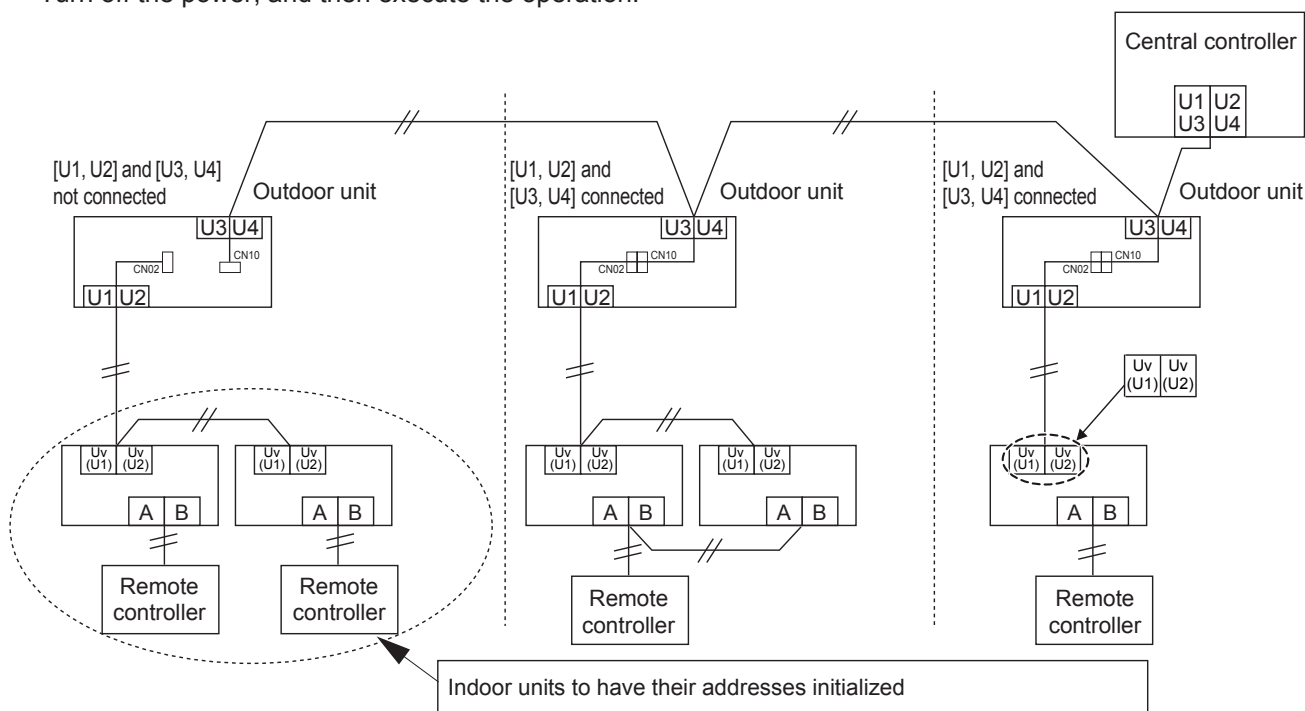 Turn off the power, and then execute the operation.
Central controller
U1 U2
U3 U4
[U1, U2] and [U3, U4]
not connected
Outdoor unit
U3 U4
CN02
CN10
U1 U2
[U1, U2] and
[U3, U4] connected
Outdoor unit
U3 U4
CN02
CN10
U1 U2
[U1, U2] and
[U3, U4] connected
Outdoor unit
U3 U4
CN02
CN10
U1 U2
Uv Uv
(U1) (U2)
Uv Uv
(U1) (U2)
A B
Remote
controller
Uv Uv
(U1) (U2)
A B
Remote
controller
Uv Uv
(U1) (U2)
A B
Remote
controller
Uv Uv
(U1) (U2)
A B
Uv Uv
(U1) (U2)
A B
Remote
controller
Indoor units to have their addresses initialized